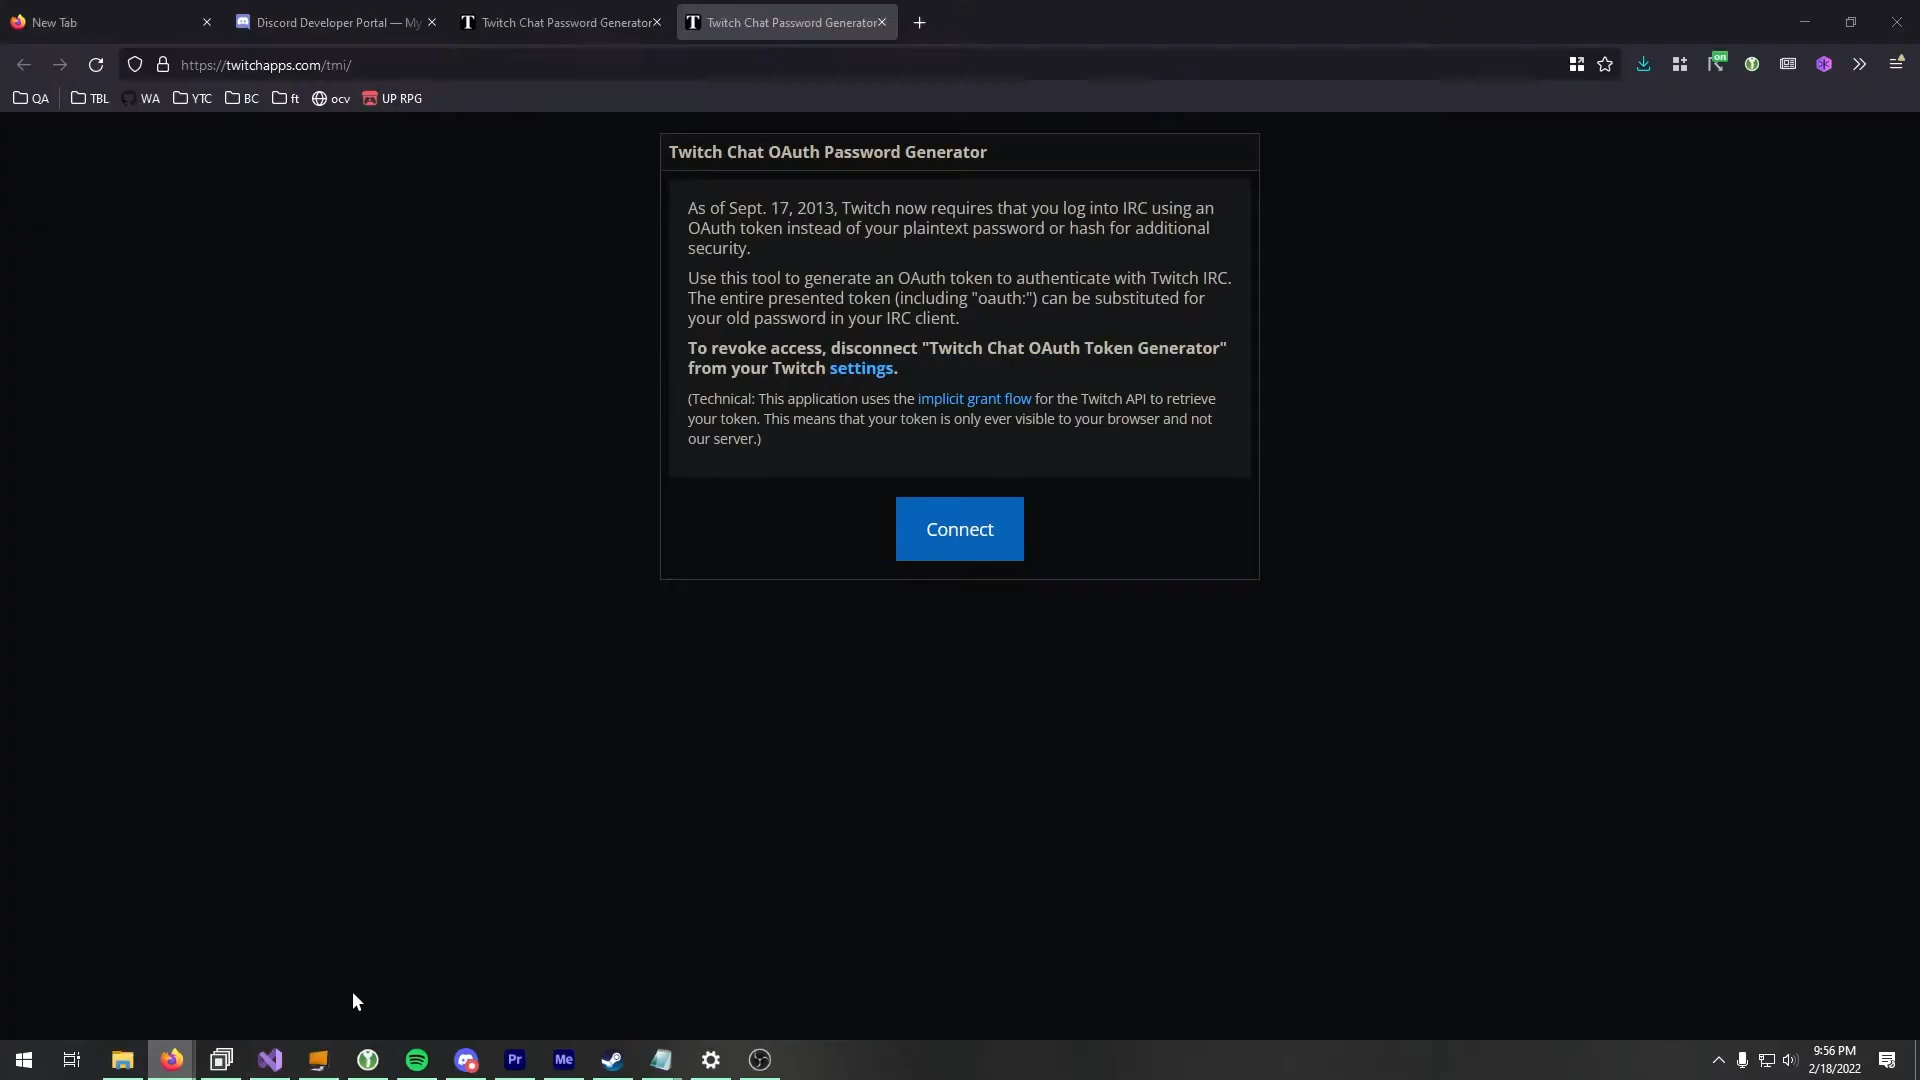 New Tab
Discord Developer Portal — My
Twitch Chat Password Generator
Twitch Chat Password Generator
https://twitchapps.com/tmi/
on
QA
TBL
WA
YTC
BC
ft
ocv
UP RPG
Twitch Chat OAuth Password Generator
As of Sept. 17, 2013, Twitch now requires that you log into IRC using an
OAuth token instead of your plaintext password or hash for additional
security.
Use this tool to generate an OAuth token to authenticate with Twitch IRC.
The entire presented token (including "oauth:") can be substituted for
your old password in your IRC client.
To revoke access, disconnect "Twitch Chat OAuth Token Generator"
from your Twitch settings.
(Technical: This application uses the implicit grant flow for the Twitch API to retrieve
your token. This means that your token is only ever visible to your browser and not
our server.)
Connect
Pr
Me
9:56 PM
2/18/2022